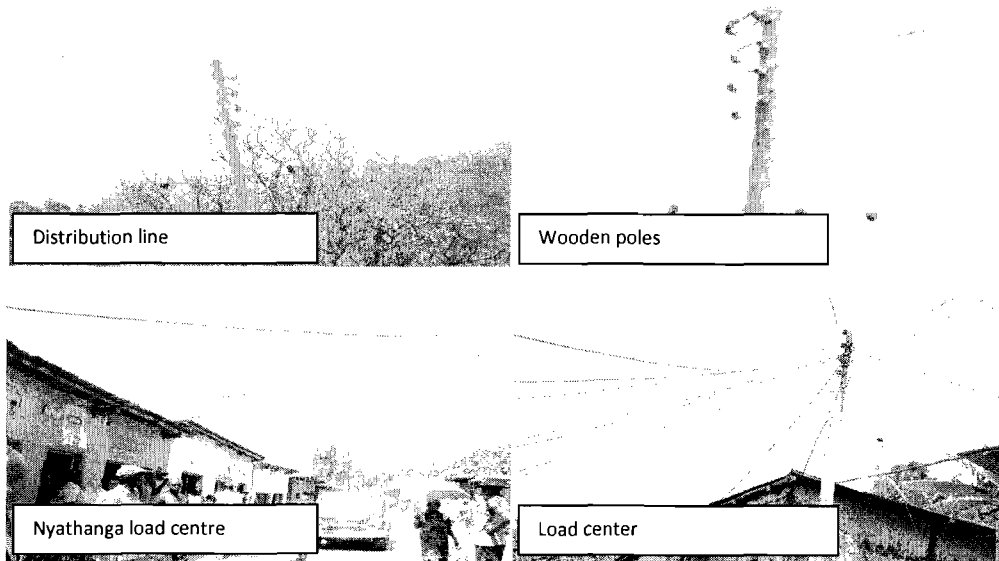 Distribution line
Wooden poles
Nyathanga load centre
Load center